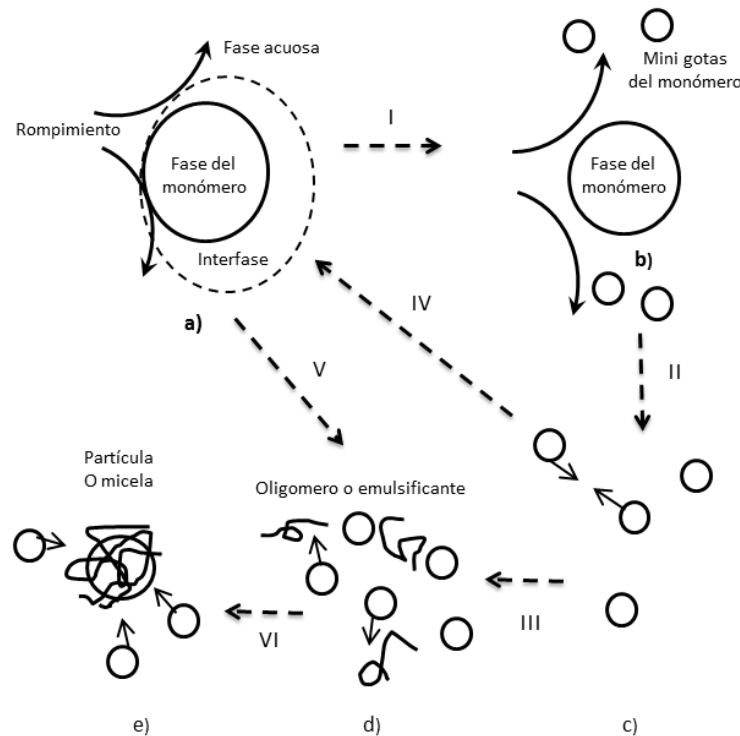 Fase acuosa
Rompimiento
Fase del
monómero
Interfase
a)
I
Mini gotas
del monómero
Fase del
monómero
b)
IV
II
V
Partícula
O micela
Oligomero o emulsificante
III
VI
e)
d)
c)